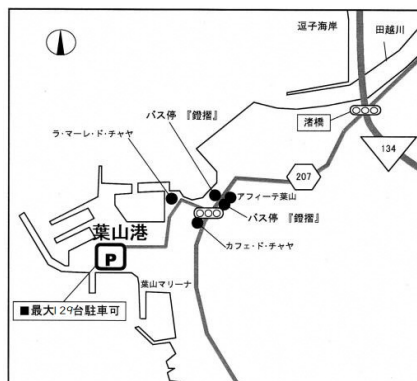 逗子海岸
田越川
渚橋
134
バス停 『鐙摺』
ラ・マーレ・ド・チャヤ
207
アフィーテ葉山
バス停 『鐙摺』
カフェ・ド・チャヤ
葉山港
P
葉山マリーナ
■最大129台駐車可